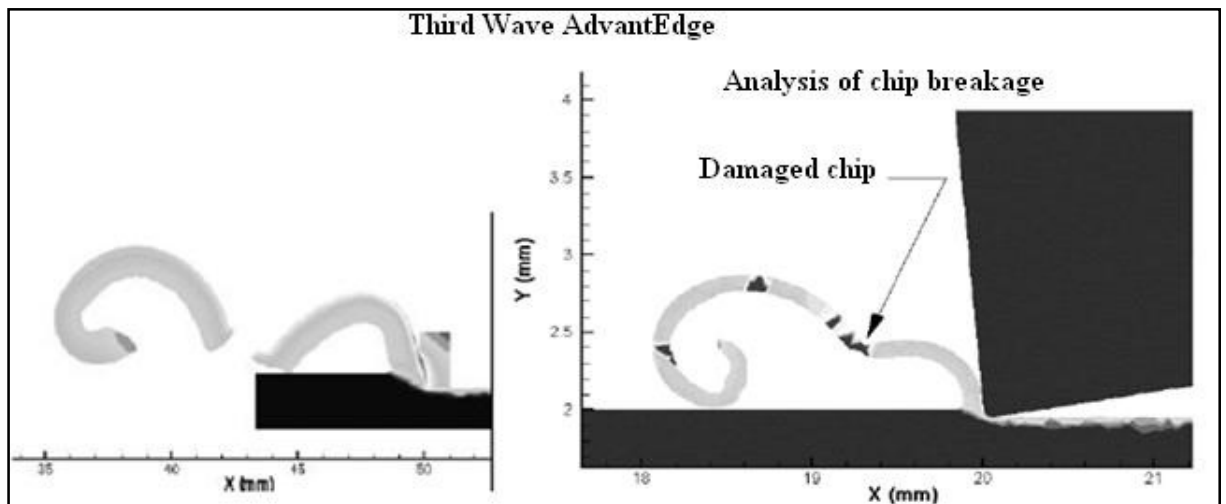 Third Wave AdvantEdge
Analysis of chip breakage
Damaged chip
4
3.5
3
2.5
2
Y (mm)
35 40 45 50
X (mm)
18 19 20 21
X (mm)